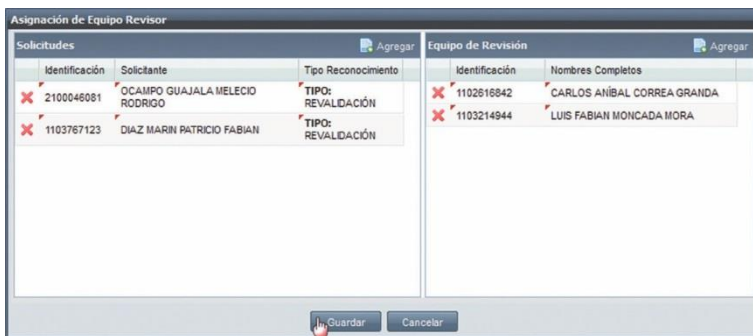 Asignación de Equipo Revisor
Solicitudes
Agregar
Identificación Solicitante Tipo Reconocimiento
2100046081 OCAMPO GUAJALA MELECIO RODRIGO TIPO: REVALIDACIÓN
1103767123 DIAZ MARIN PATRICIO FABIAN TIPO: REVALIDACIÓN
Equipo de Revisión
Agregar
Identificación Nombres Completos
1102616842 CARLOS ANÍBAL CORREA GRANDA
1103214944 LUIS FABIAN MONCADA MORA
Guardar Cancelar